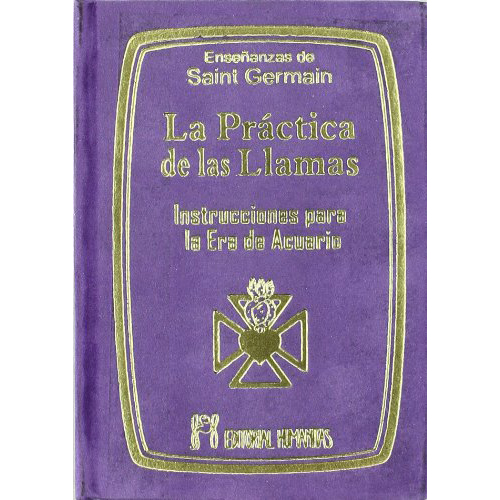 Enseñanzas de
Saint Germain
La Práctica
de las Llamas
Instrucciones para
la Era de Acuario
EDITORIAL HUMANITAS